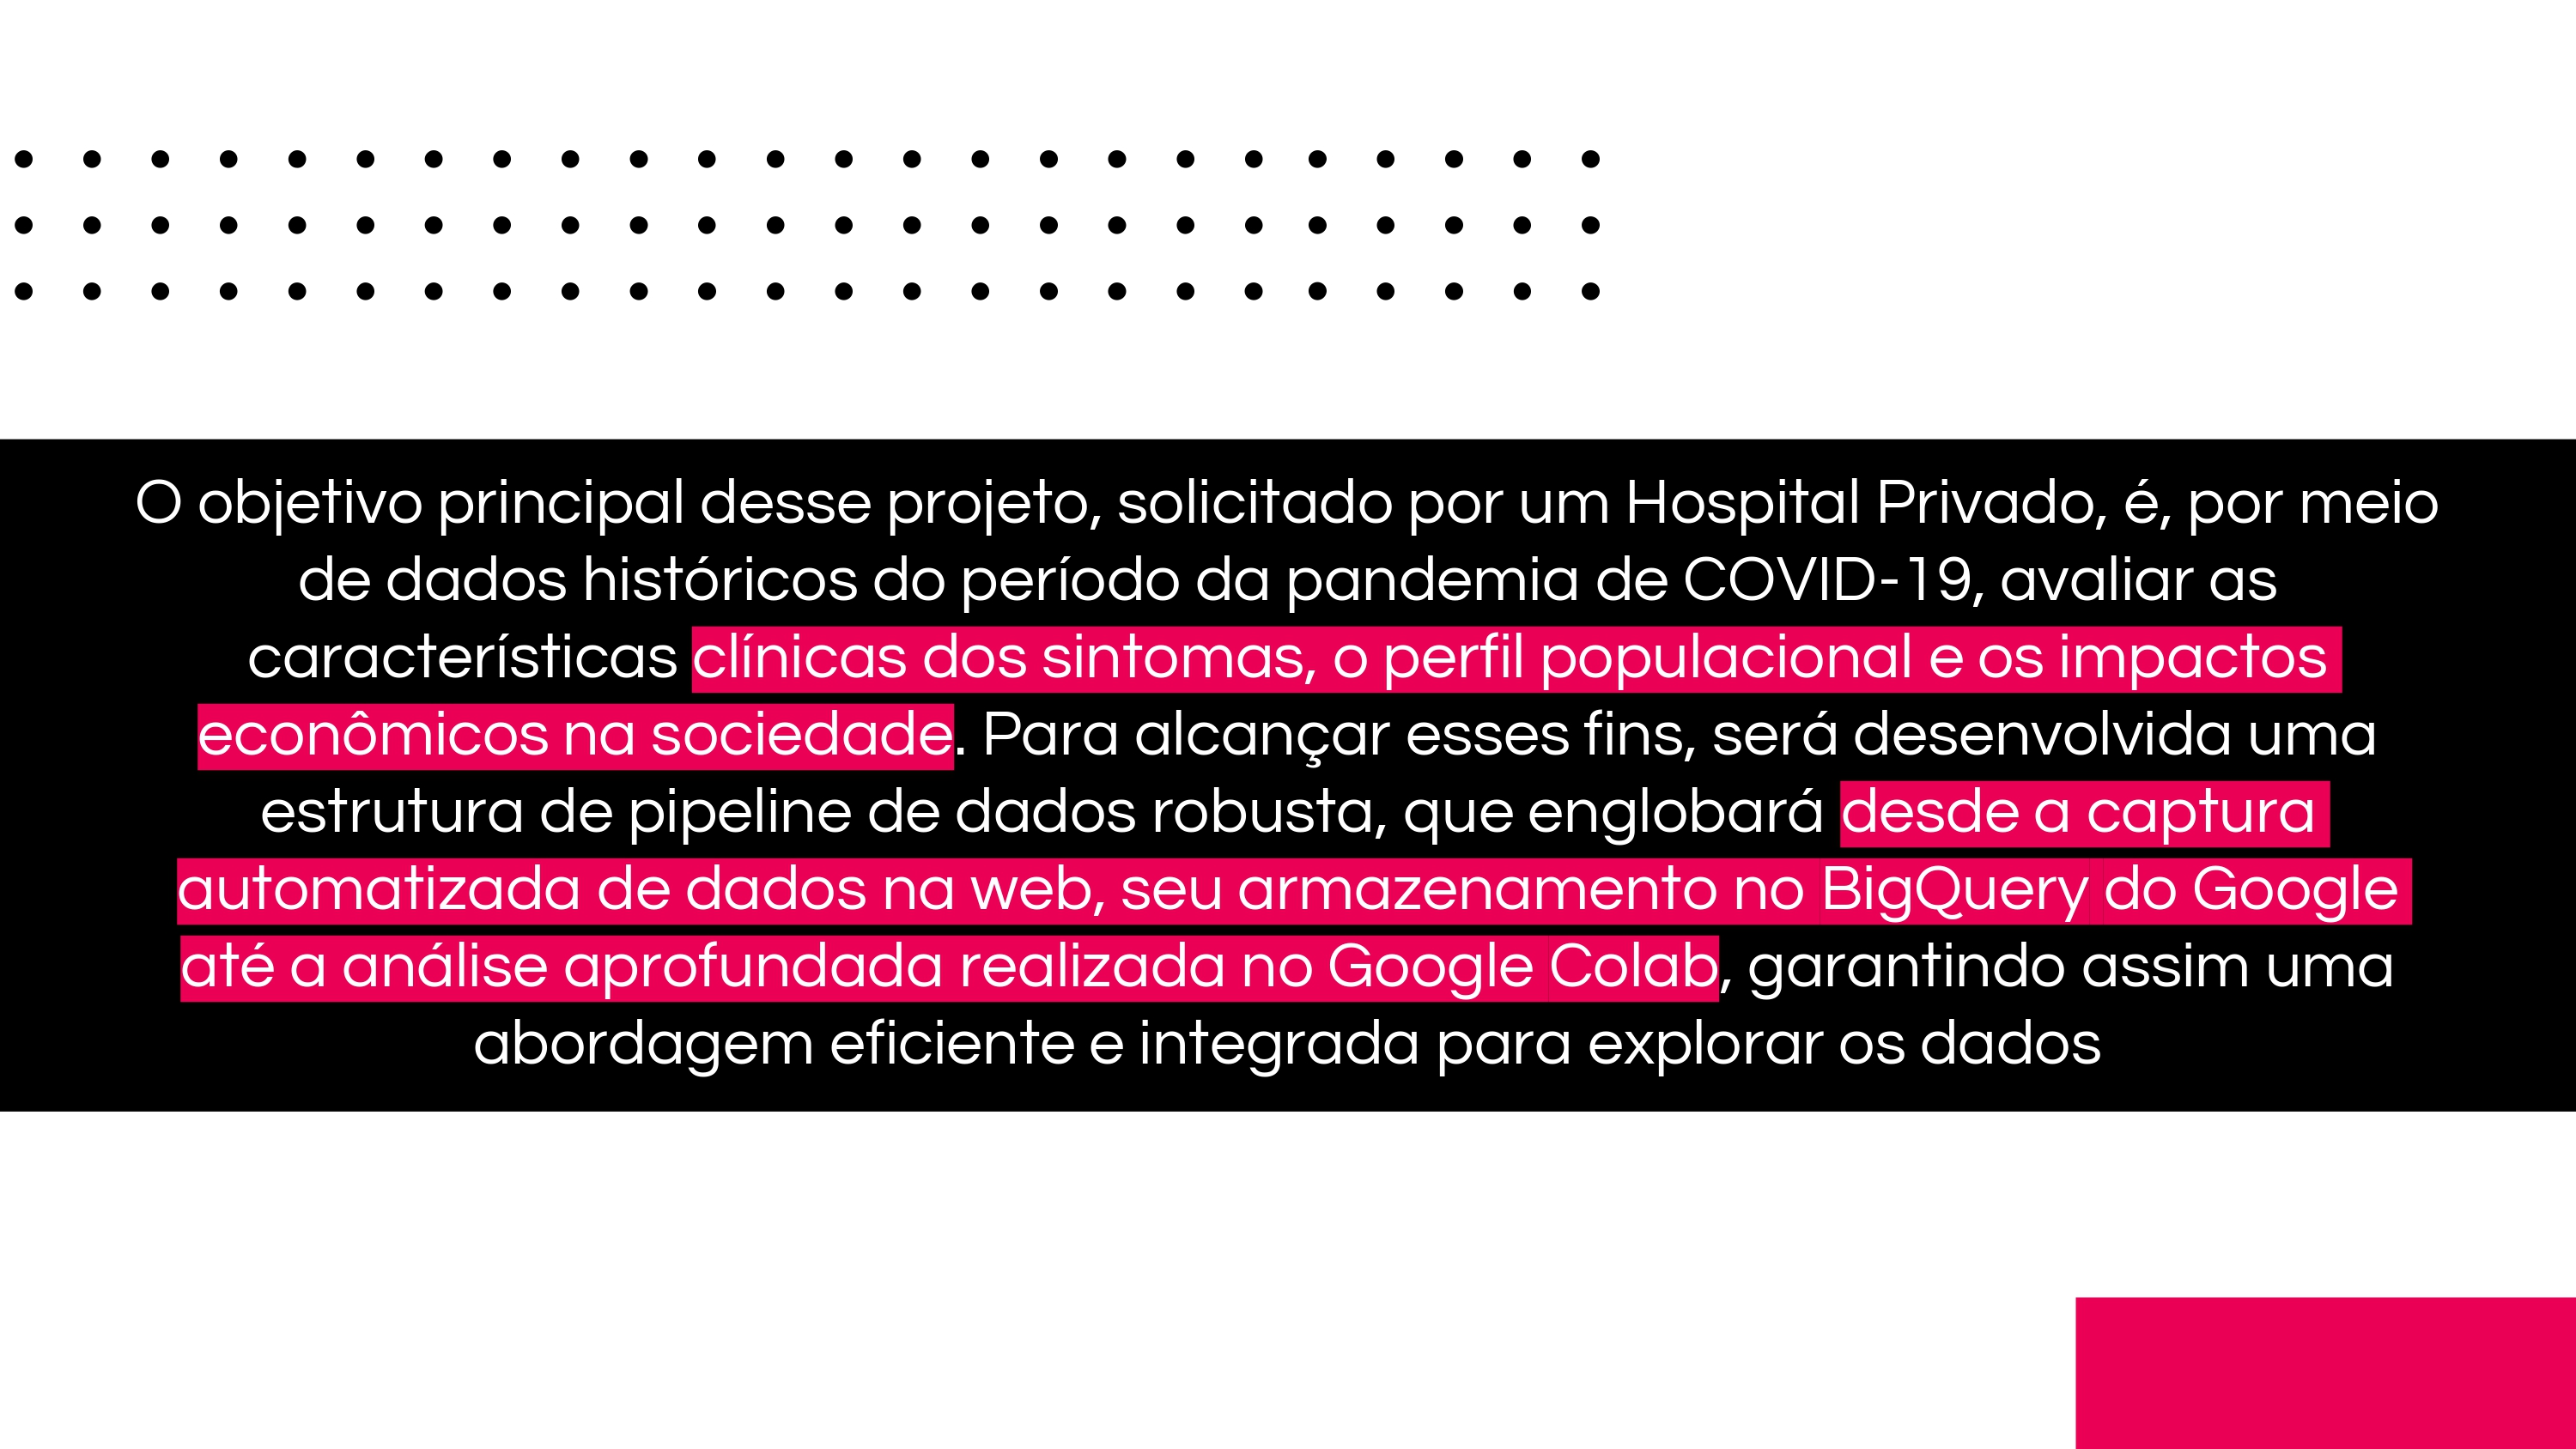 O objetivo principal desse projeto, solicitado por um Hospital Privado, é, por meio
de dados históricos do período da pandemia de COVID-19, avaliar as
características clínicas dos sintomas, o perfil populacional e os impactos
econômicos na sociedade. Para alcançar esses fins, será desenvolvida uma
estrutura de pipeline de dados robusta, que englobará desde a captura
automatizada de dados na web, seu armazenamento no BigQuery do Google
até a análise aprofundada realizada no Google Colab, garantindo assim uma
abordagem eficiente e integrada para explorar os dados